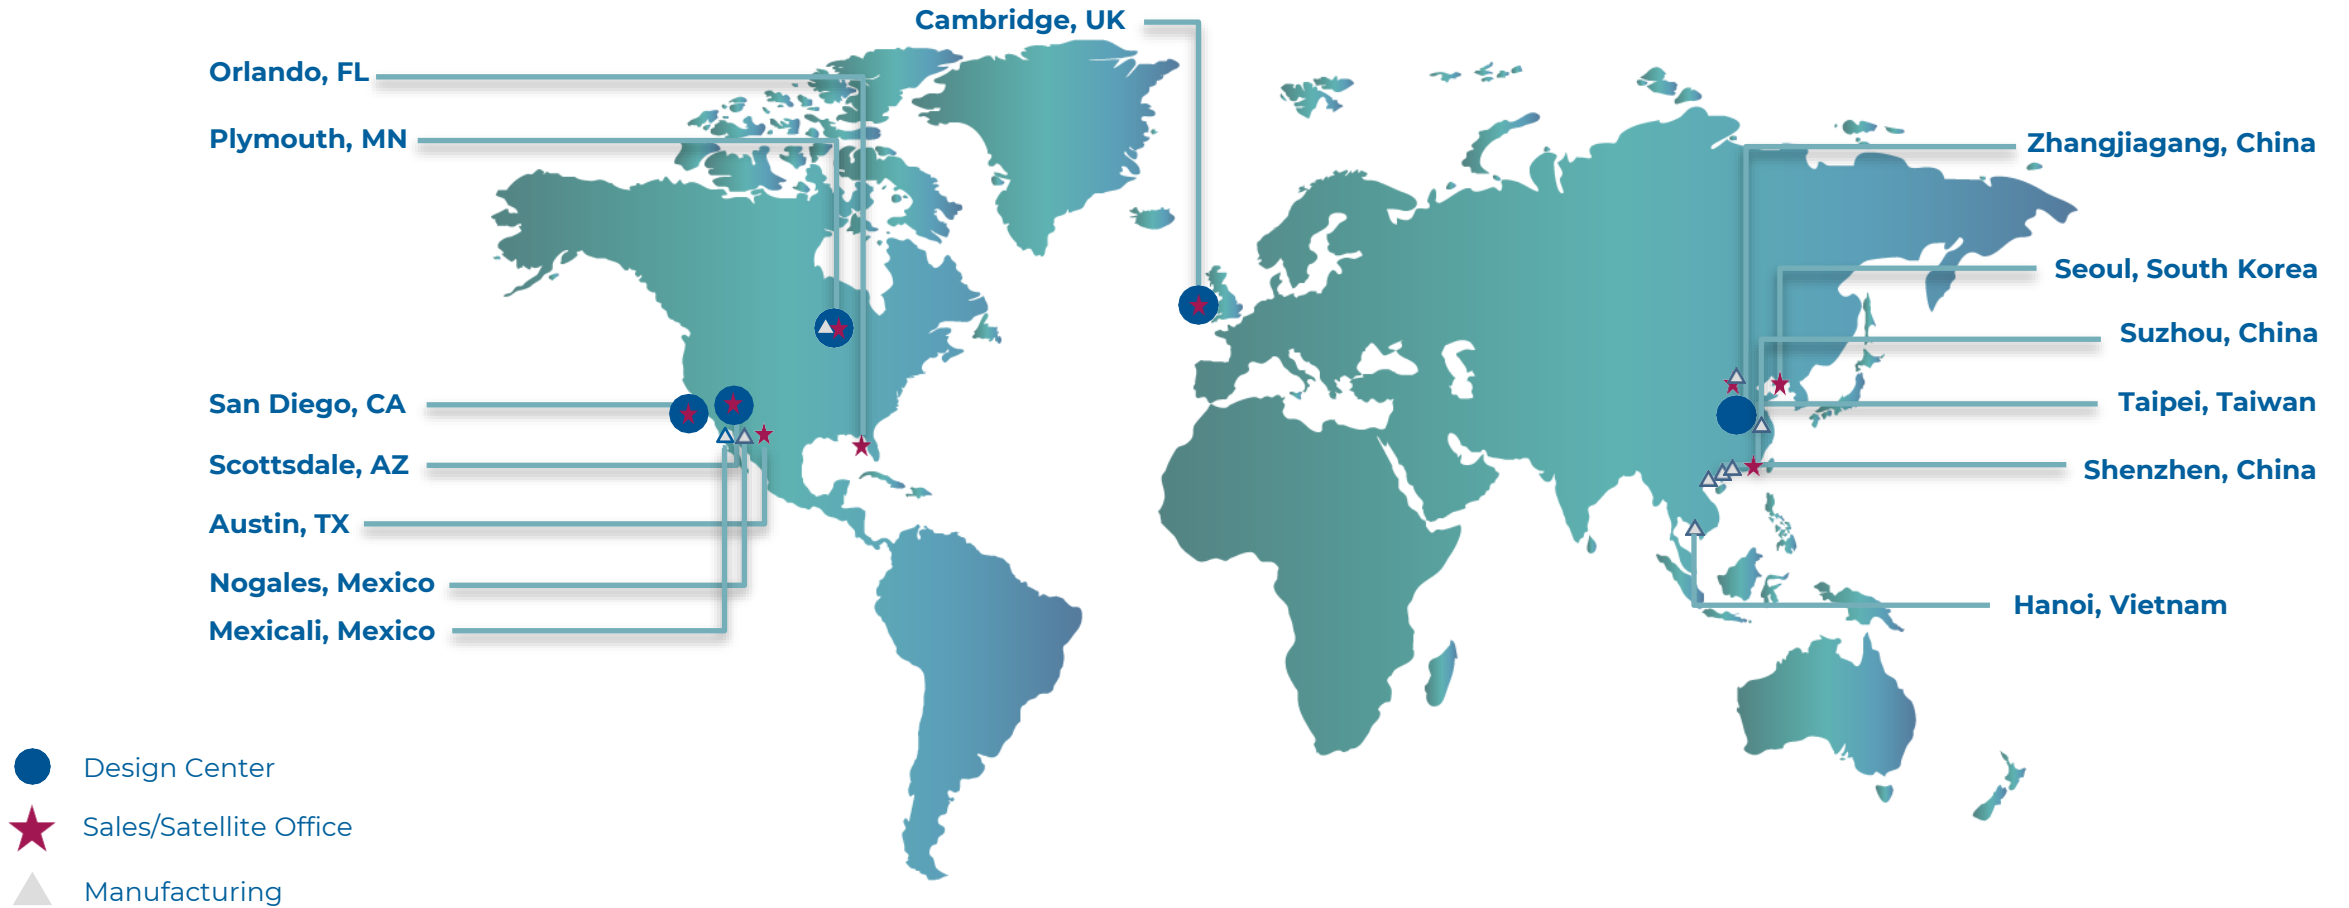 Cambridge, UK
Orlando, FL
Plymouth, MN
San Diego, CA
Scottsdale, AZ
Austin, TX
Nogales, Mexico
Mexicali, Mexico
Zhangjiagang, China
Seoul, South Korea
Suzhou, China
Taipei, Taiwan
Shenzhen, China
Hanoi, Vietnam
Design Center
Sales/Satellite Office
Manufacturing